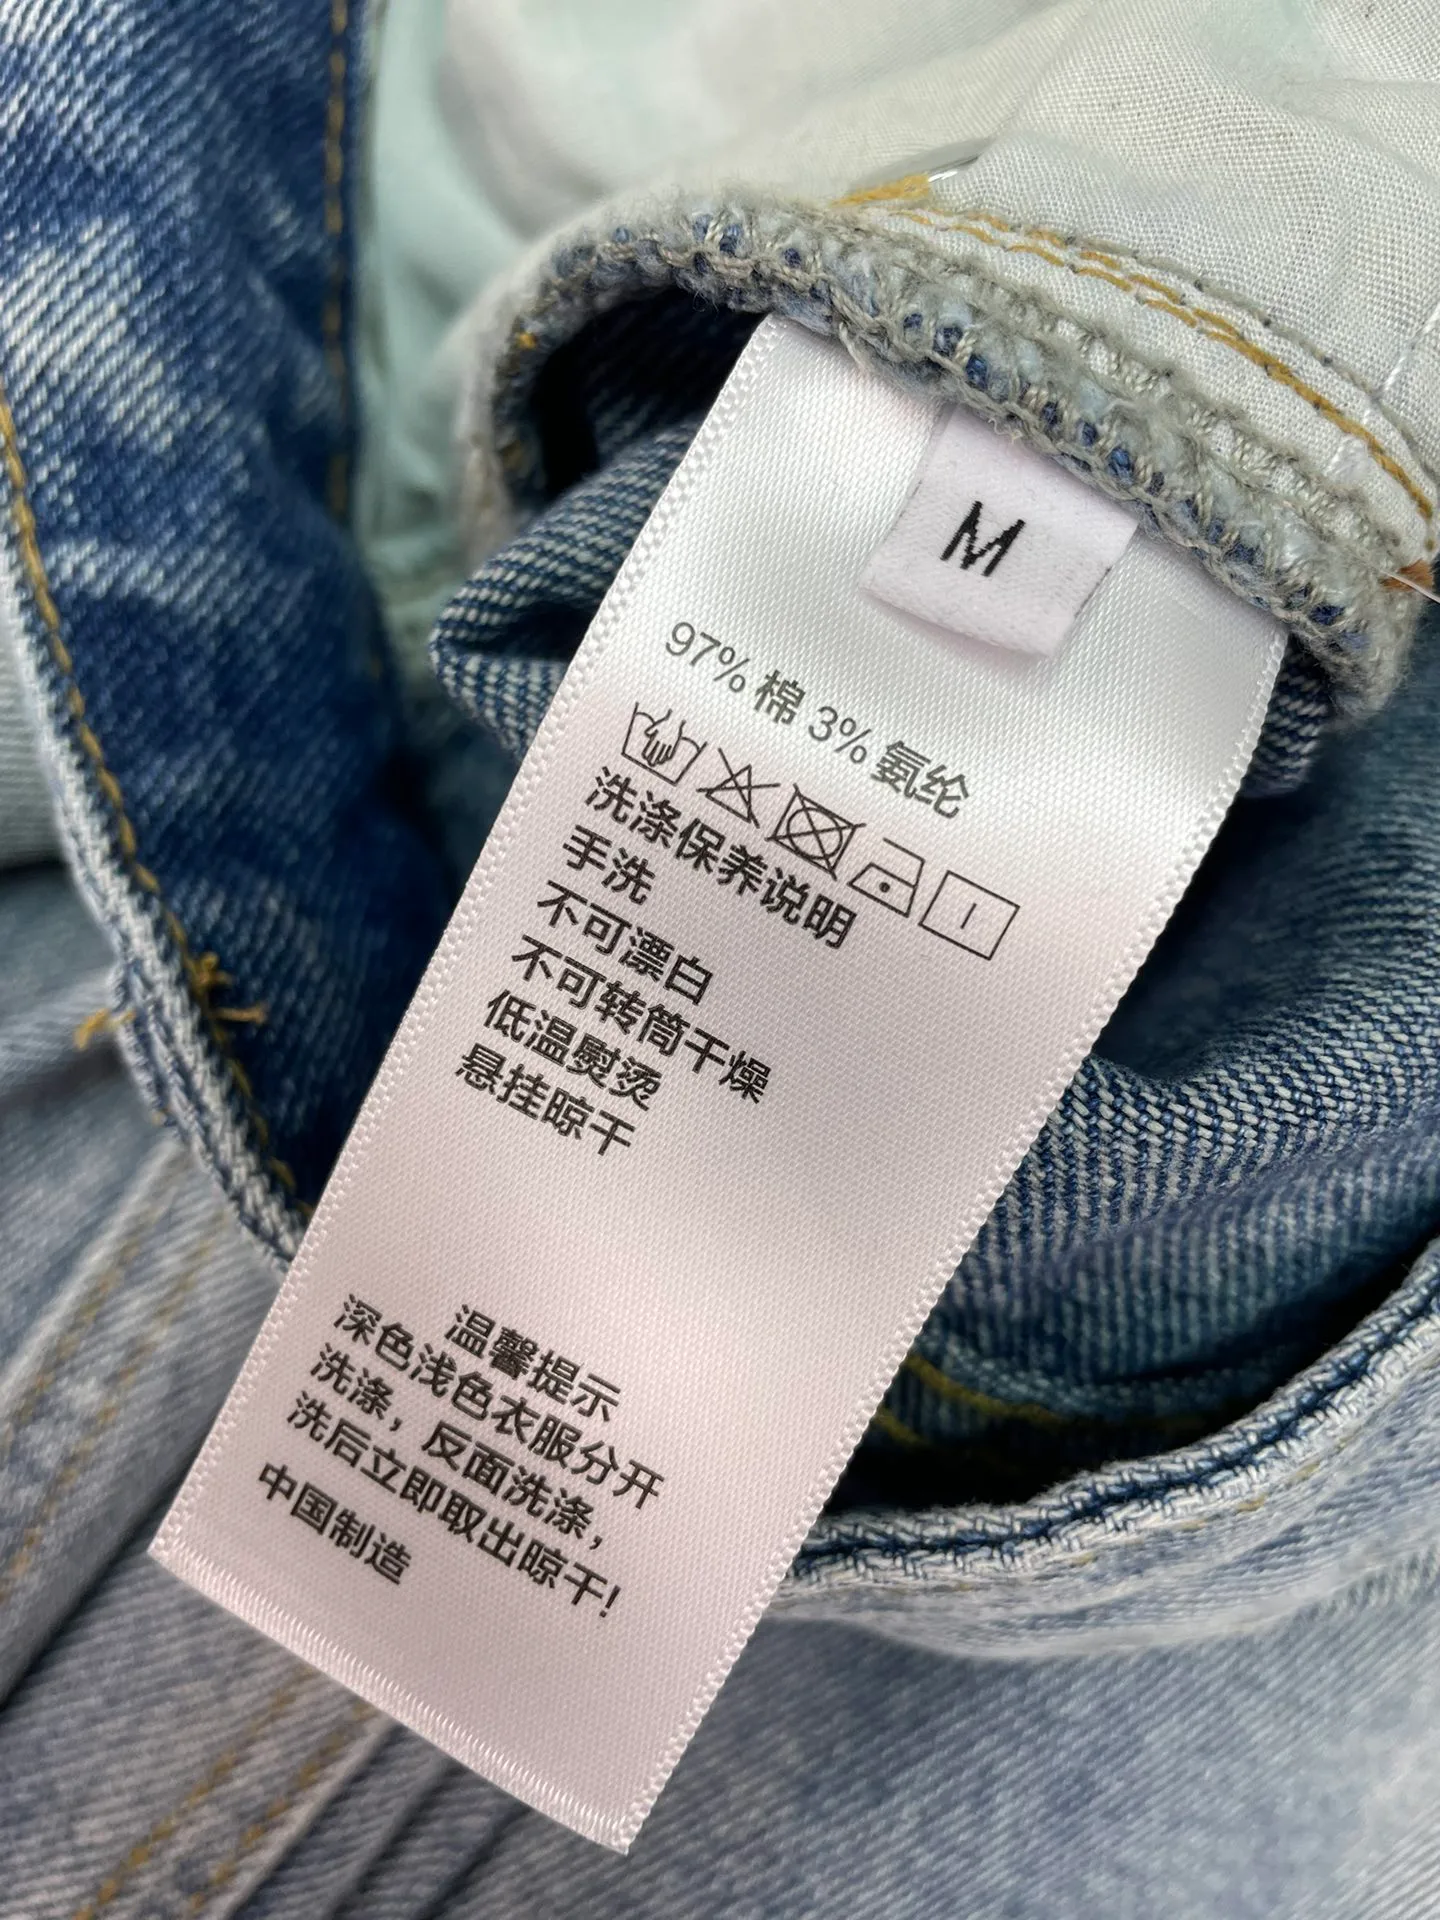 M
97% 棉 3% 氨纶
洗涤保养说明
手洗
不可漂白
不可转筒干燥
低温熨烫
悬挂晾干
温馨提示
深色浅色衣服分开
洗涤，反面洗涤，
洗后立即取出晾干！
中国制造